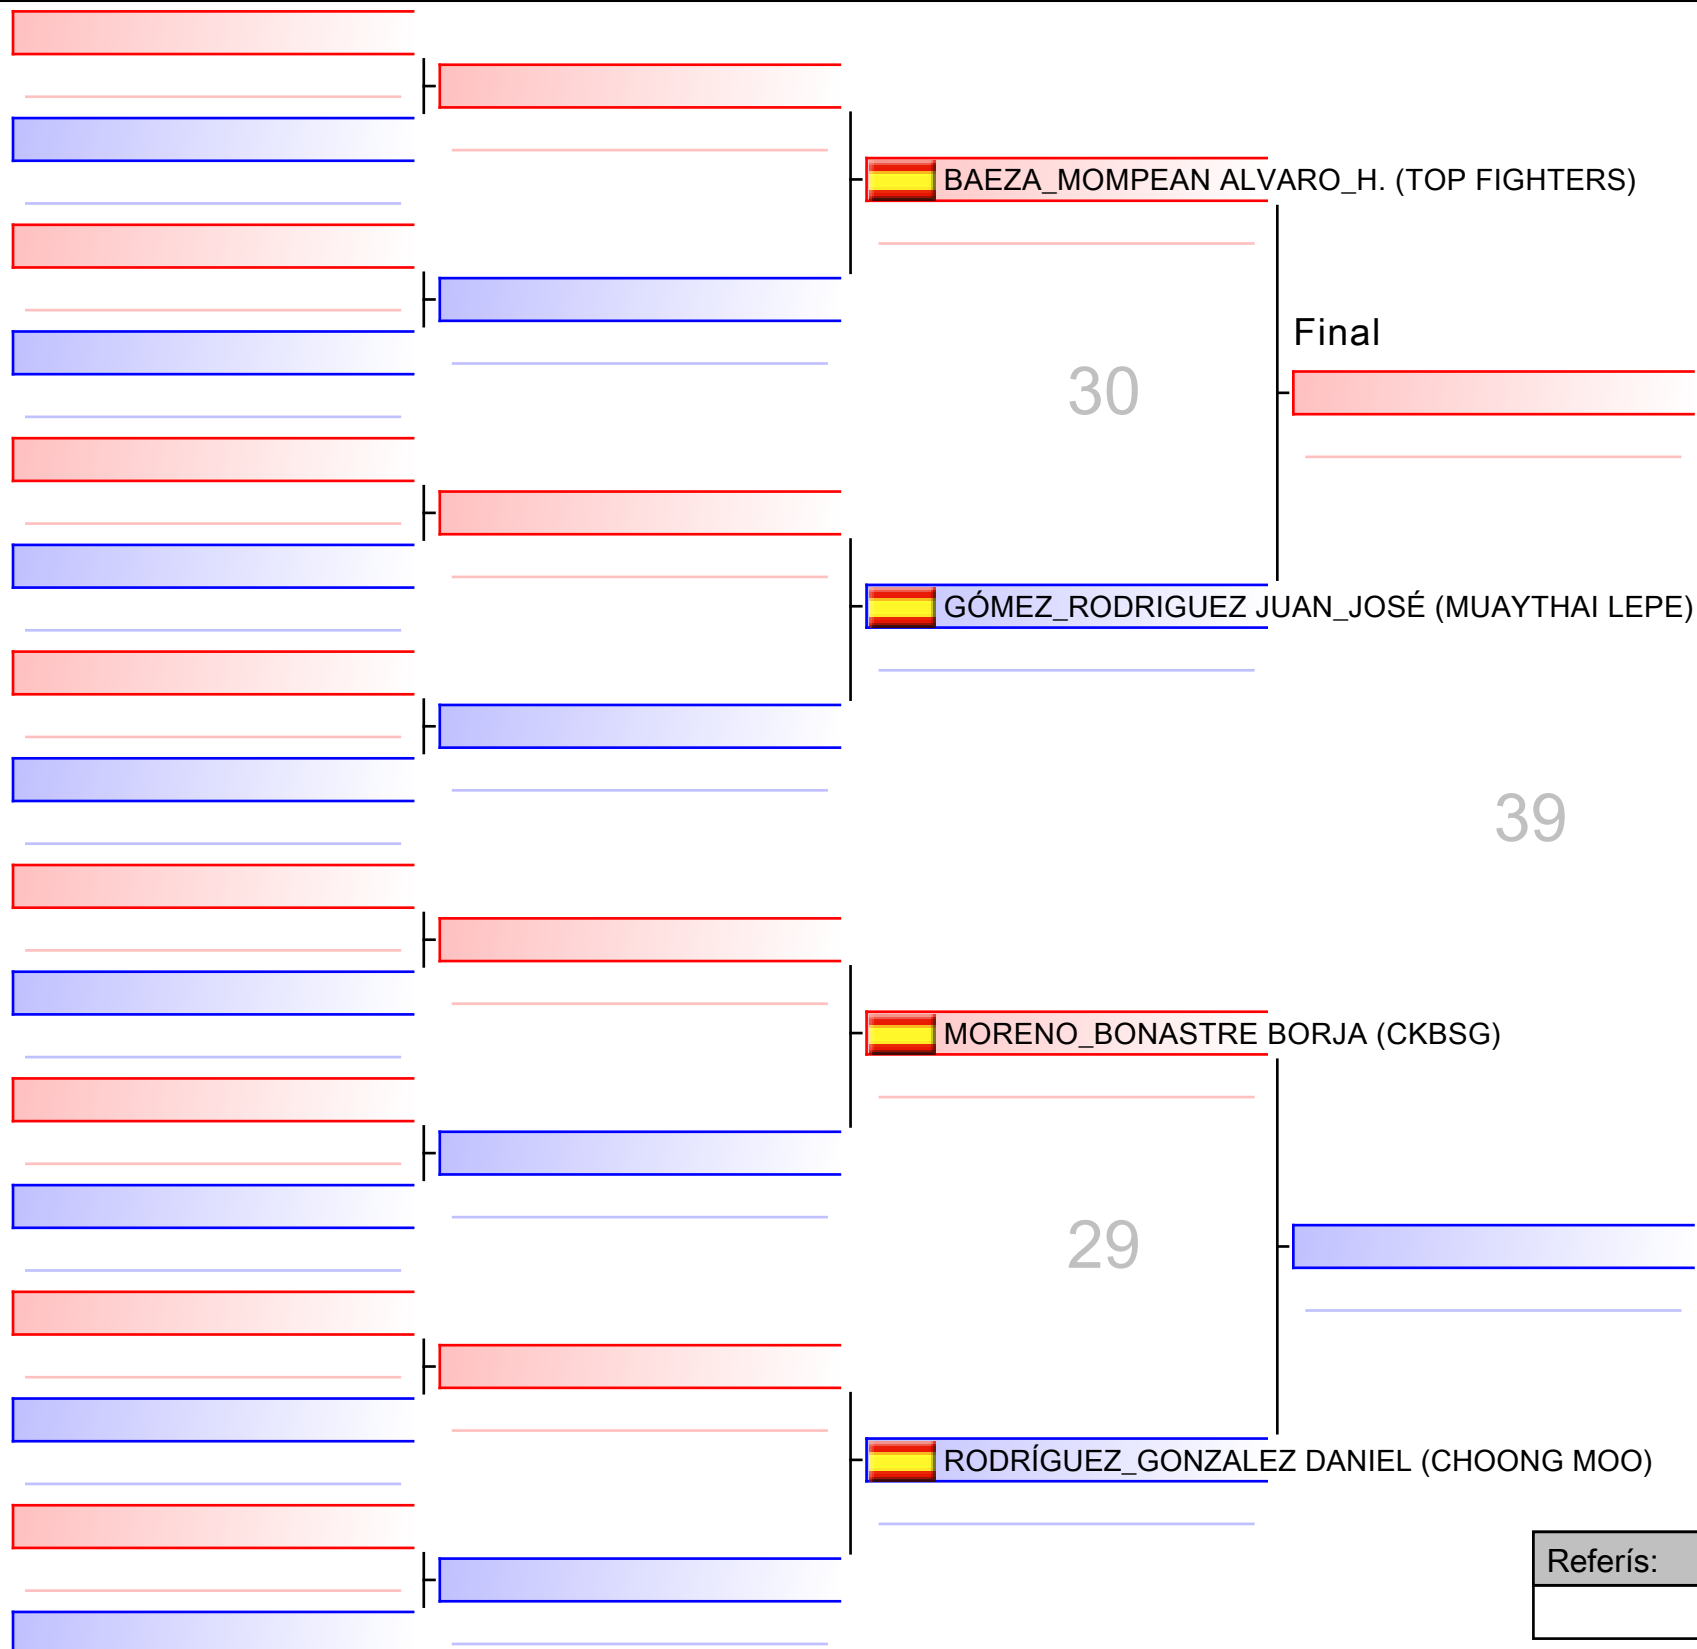 BAEZA_MOMPEAN ALVARO_H. (TOP FIGHTERS)
Final
30
GÓMEZ_RODRIGUEZ JUAN_JOSÉ (MUAYTHAI LEPE)
39
MORENO_BONASTRE BORJA (CKBSG)
29
RODRÍGUEZ_GONZALEZ DANIEL (CHOONG MOO)
Referís: